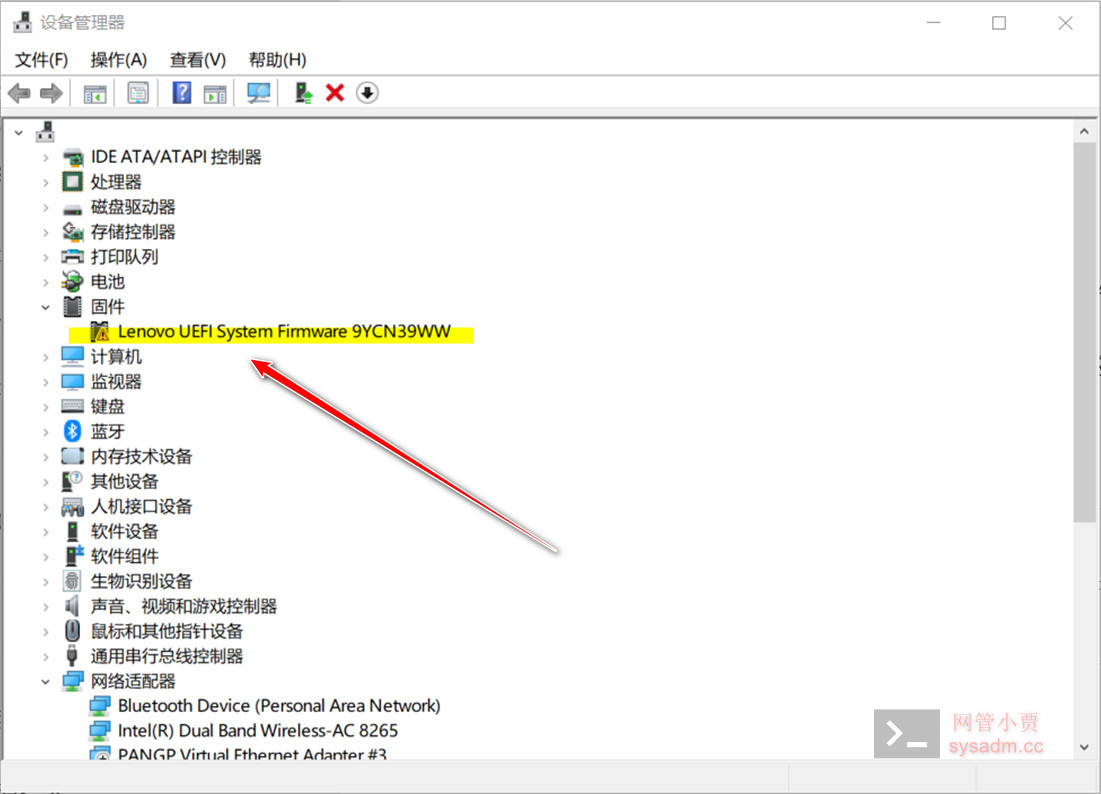 设备管理器
文件(F) 操作(A) 查看(V) 帮助(H)
IDE ATA/ATAPI 控制器
处理器
磁盘驱动器
存储控制器
打印队列
电池
固件
Lenovo UEFI System Firmware 9YCN39WW
计算机
监视器
键盘
蓝牙
内存技术设备
其他设备
人机接口设备
软件设备
软件组件
生物识别设备
声音、视频和游戏控制器
鼠标和其他指针设备
通用串行总线控制器
网络适配器
Bluetooth Device (Personal Area Network)
Intel(R) Dual Band Wireless-AC 8265
PANGP Virtual Ethernet Adapter #3
网管小贾
sysadm.cc